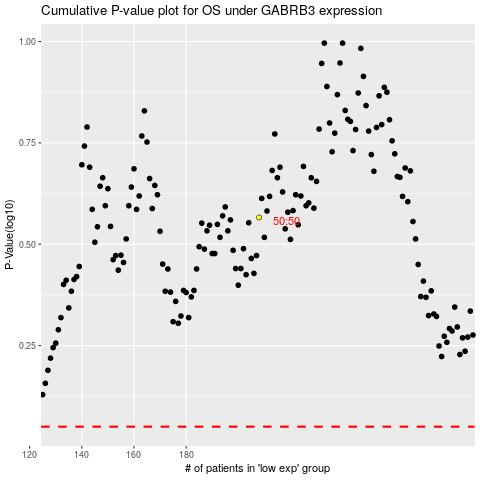 Cumulative P-value plot for OS under GABRB3 expression
P-Value(log10)
1.00
0.75
0.50
0.25
50:50
120 140 160 180
# of patients in 'low exp' group